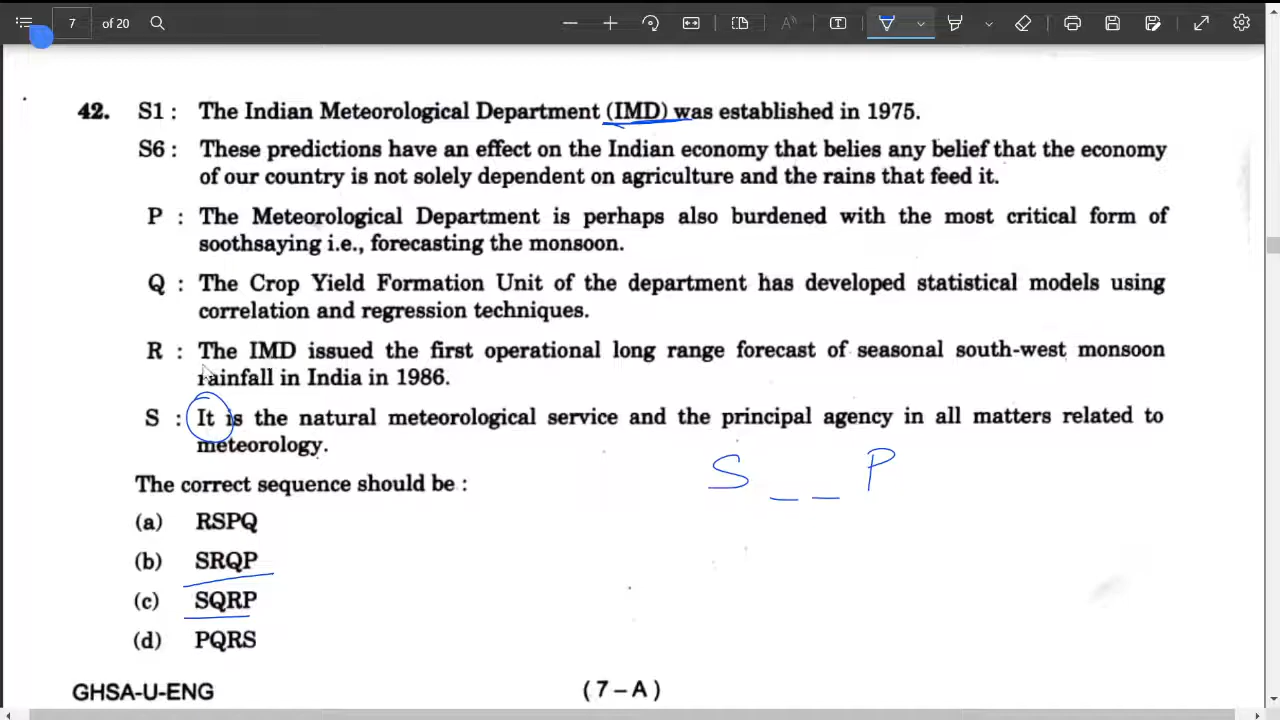 7 of 20
42. S1 : The Indian Meteorological Department (IMD) was established in 1975.
S6 : These predictions have an effect on the Indian economy that belies any belief that the economy
of our country is not solely dependent on agriculture and the rains that feed it.
P : The Meteorological Department is perhaps also burdened with the most critical form of
soothsaying i.e., forecasting the monsoon.
Q : The Crop Yield Formation Unit of the department has developed statistical models using
correlation and regression techniques.
R : The IMD issued the first operational long range forecast of seasonal south-west monsoon
rainfall in India in 1986.
S : It is the natural meteorological service and the principal agency in all matters related to
meteorology.
S _ _ P
The correct sequence should be :
(a) RSPQ
(b) SRQP
(c) SQRP
(d) PQRS
GHSA-U-ENG ( 7 – A )